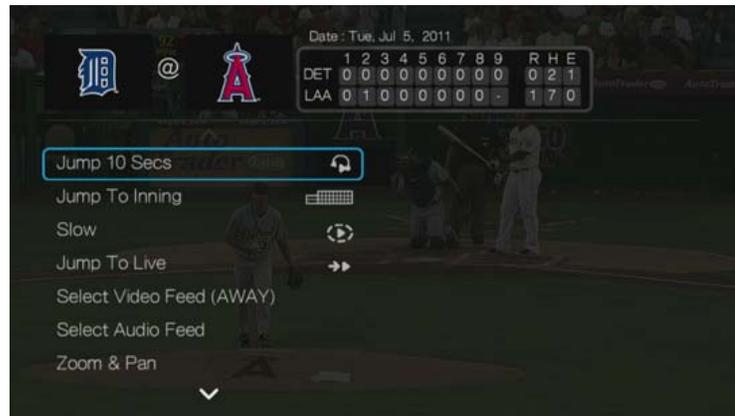 Date : Tue, Jul 5, 2011
@
1 2 3 4 5 6 7 8 9 R H E
DET 0 0 0 0 0 0 0 0 0 0 2 1
LAA 0 1 0 0 0 0 0 0 - 1 7 0
AutoTrader
Auto
Trader
Jump 10 Secs
Jump To Inning
Slow
Jump To Live
Select Video Feed (AWAY)
Select Audio Feed
Zoom & Pan